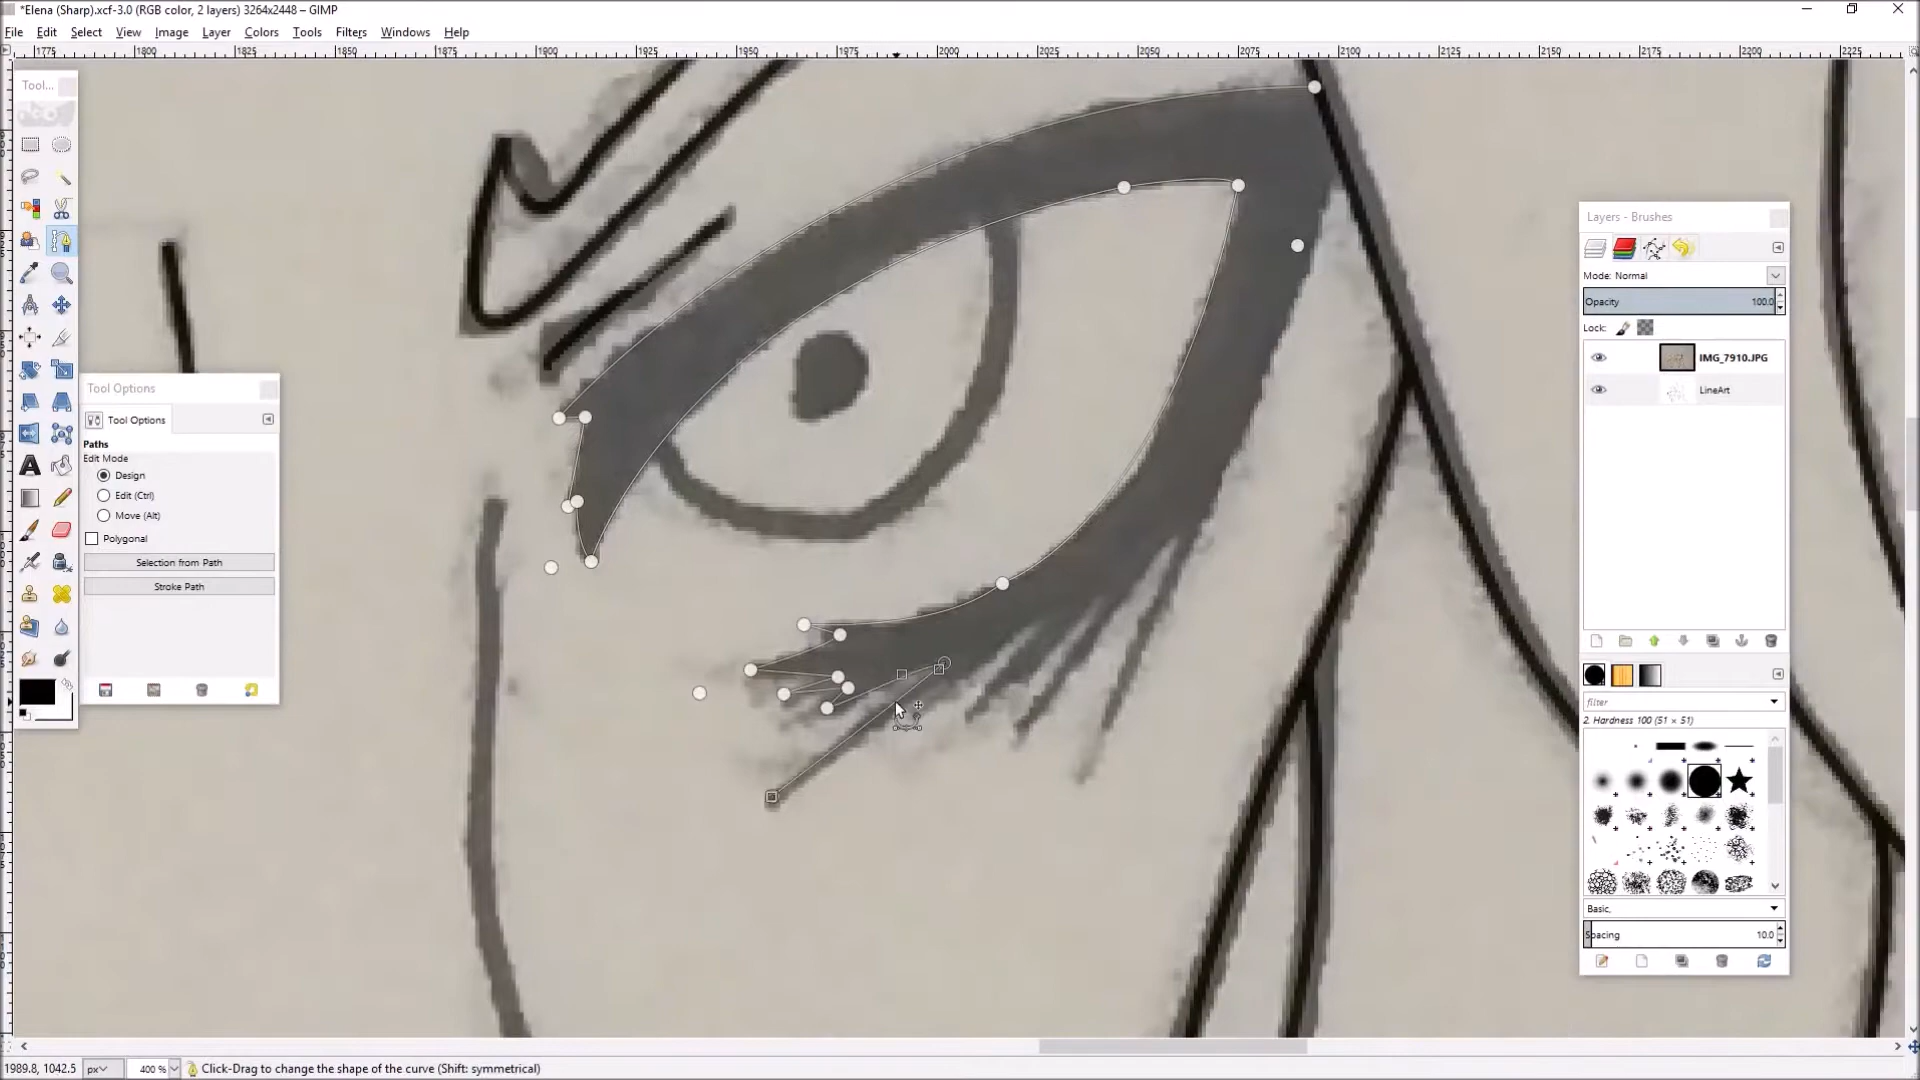 *Elena (Sharp).xcf-3.0 (RGB color, 2 layers) 3264x2448 – GIMP
File Edit Select View Image Layer Colors Tools Filters Windows Help
1775 1800 1825 1850 1875 1900 1925 1950 1975 2000 2025 2050 2075 2100 2125 2150 2175 2200 2225
Tool...
Layers - Brushes
Mode: Normal
Opacity 100.0
Lock:
IMG_7910.JPG
LineArt
Tool Options
Tool Options
Paths
Edit Mode
Design
Edit (Ctrl)
Move (Alt)
Polygonal
Selection from Path
Stroke Path
filter
2. Hardness 100 (51 × 51)
Basic,
Spacing 10.0
1989.8, 1042.5 px 400 % Click-Drag to change the shape of the curve (Shift: symmetrical)